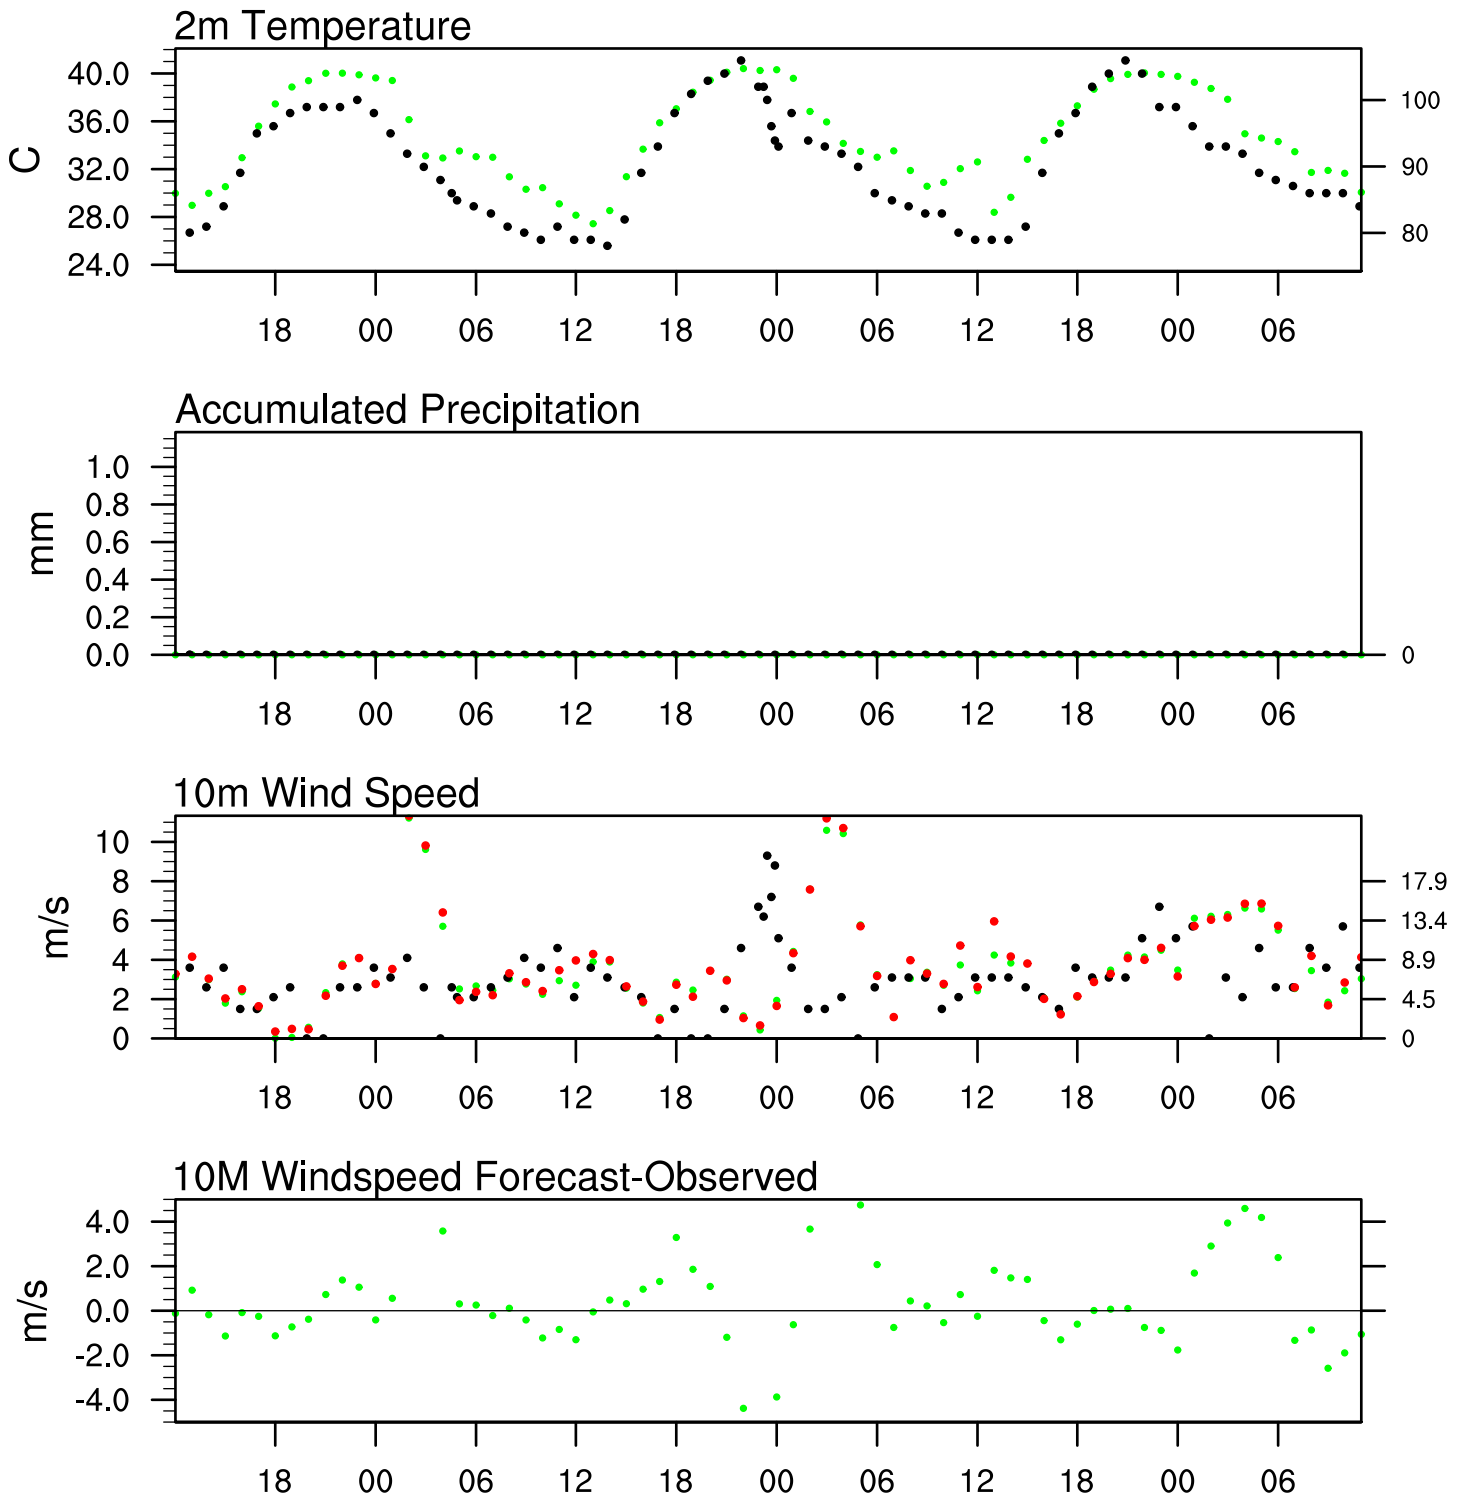 2m Temperature
40.0
36.0
32.0
28.0
24.0
C
100
90
80
18 00 06 12 18 00 06 12 18 00 06
Accumulated Precipitation
1.0
0.8
0.6
0.4
0.2
0.0
mm
0
18 00 06 12 18 00 06 12 18 00 06
10m Wind Speed
10
8
6
4
2
0
m/s
17.9
13.4
8.9
4.5
0
18 00 06 12 18 00 06 12 18 00 06
10M Windspeed Forecast-Observed
4.0
2.0
0.0
-2.0
-4.0
m/s
18 00 06 12 18 00 06 12 18 00 06